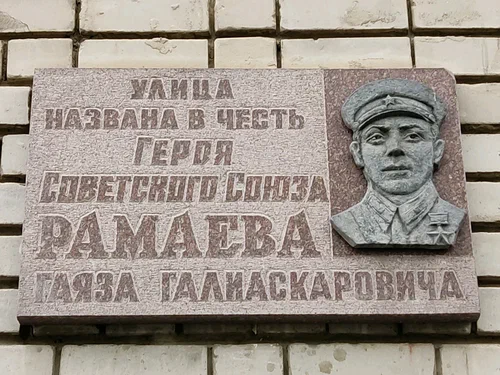 УЛИЦА
НАЗВАНА В ЧЕСТЬ
ГЕРОЯ
СОВЕТСКОГО СОЮЗА
РАМАЕВА
ГАЯЗА ГАЛИАСКАРОВИЧА